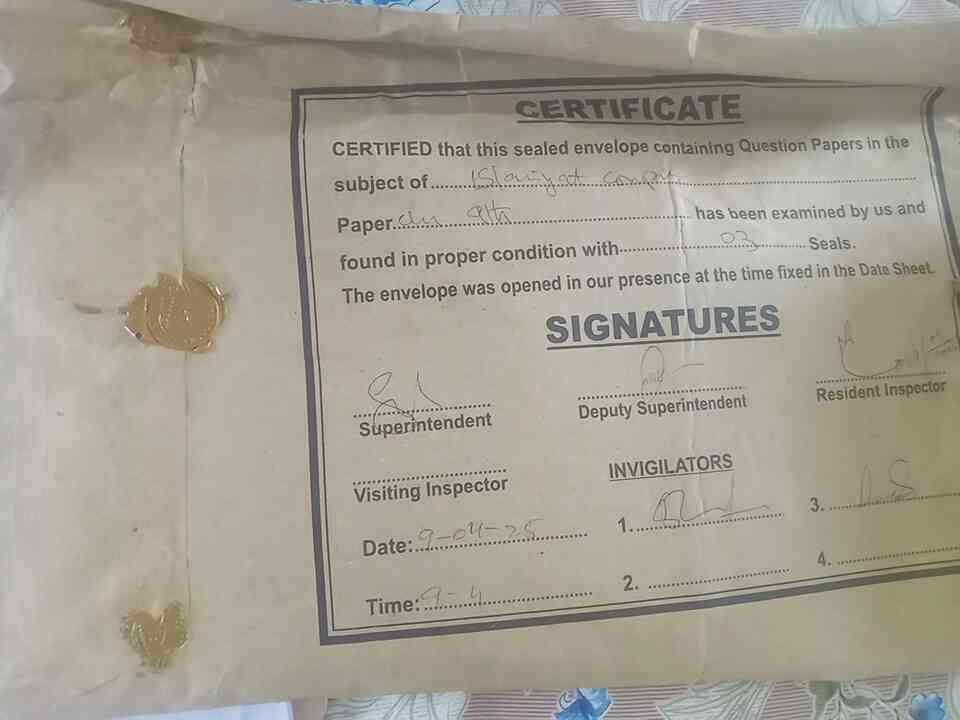 CERTIFICATE
CERTIFIED that this sealed envelope containing Question Papers in the
subject of Islamiyat comp
Paper 9th has been examined by us and
found in proper condition with 03 Seals.
The envelope was opened in our presence at the time fixed in the Date Sheet.
SIGNATURES
Superintendent
Deputy Superintendent
Resident Inspector
Visiting Inspector
INVIGILATORS
Date: 9-04-25
1.
3.
Time: 9-4
2.
4.